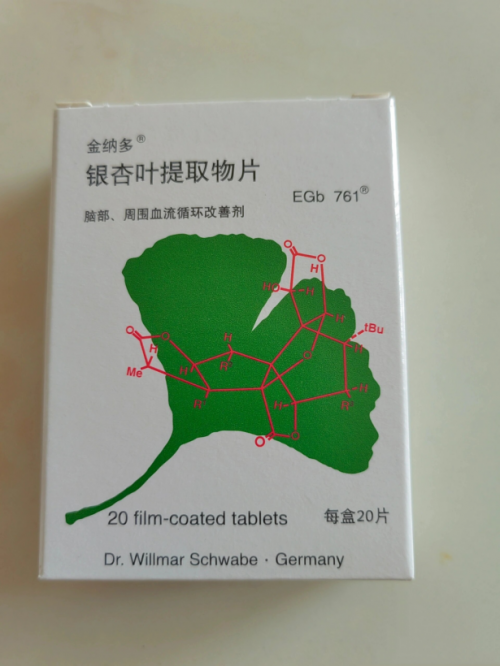 金纳多®
银杏叶提取物片
EGb 761®
脑部、周围血流循环改善剂
O
O
H
HO
H
tBu
O
O
H
H
H
O
Me
H
H
R
H
R
H
O
O
20 film-coated tablets
每盒20片
Dr. Willmar Schwabe · Germany